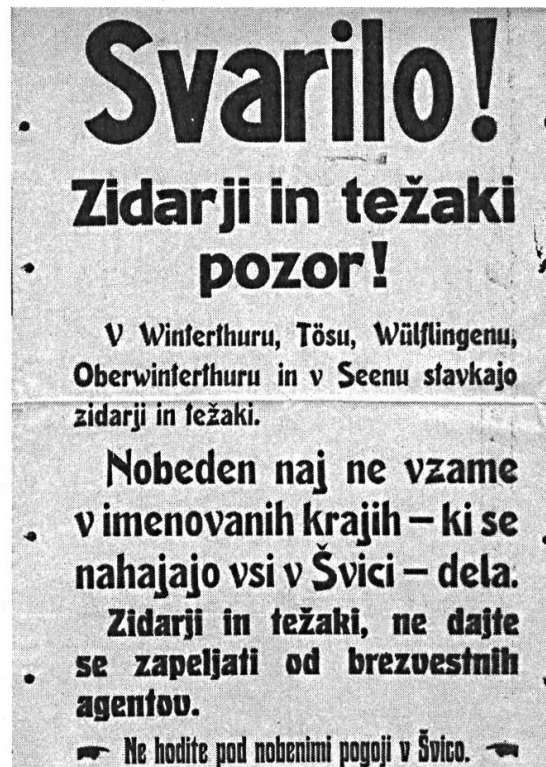 Svarilo!
Zidarji in težaki
pozor!
V Winterthuru, Tösu, Wülflingenu,
Oberwinterthuru in v Seenu stavkajo
zidarji in težaki.
Nobeden naj ne vzame
v imenovanih krajih – ki se
nahajajo vsi v Švici – dela.
Zidarji in težaki, ne dajte
se zapeljati od brezvestnih
agentov.
Ne hodite pod nobenimi pogoji v Švico.